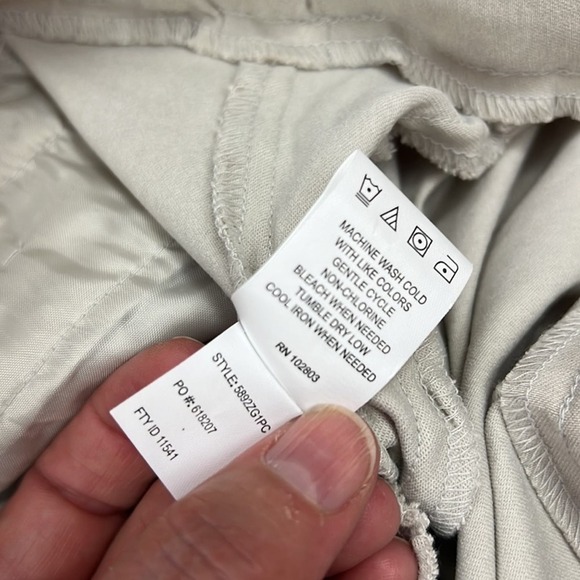 MACHINE WASH COLD
WITH LIKE COLORS
GENTLE CYCLE
NON-CHLORINE
BLEACH WHEN NEEDED
TUMBLE DRY LOW
COOL IRON WHEN NEEDED
RN 102803
STYLE: 5892ZG1PC
PO#: 618207
FTY ID 11541